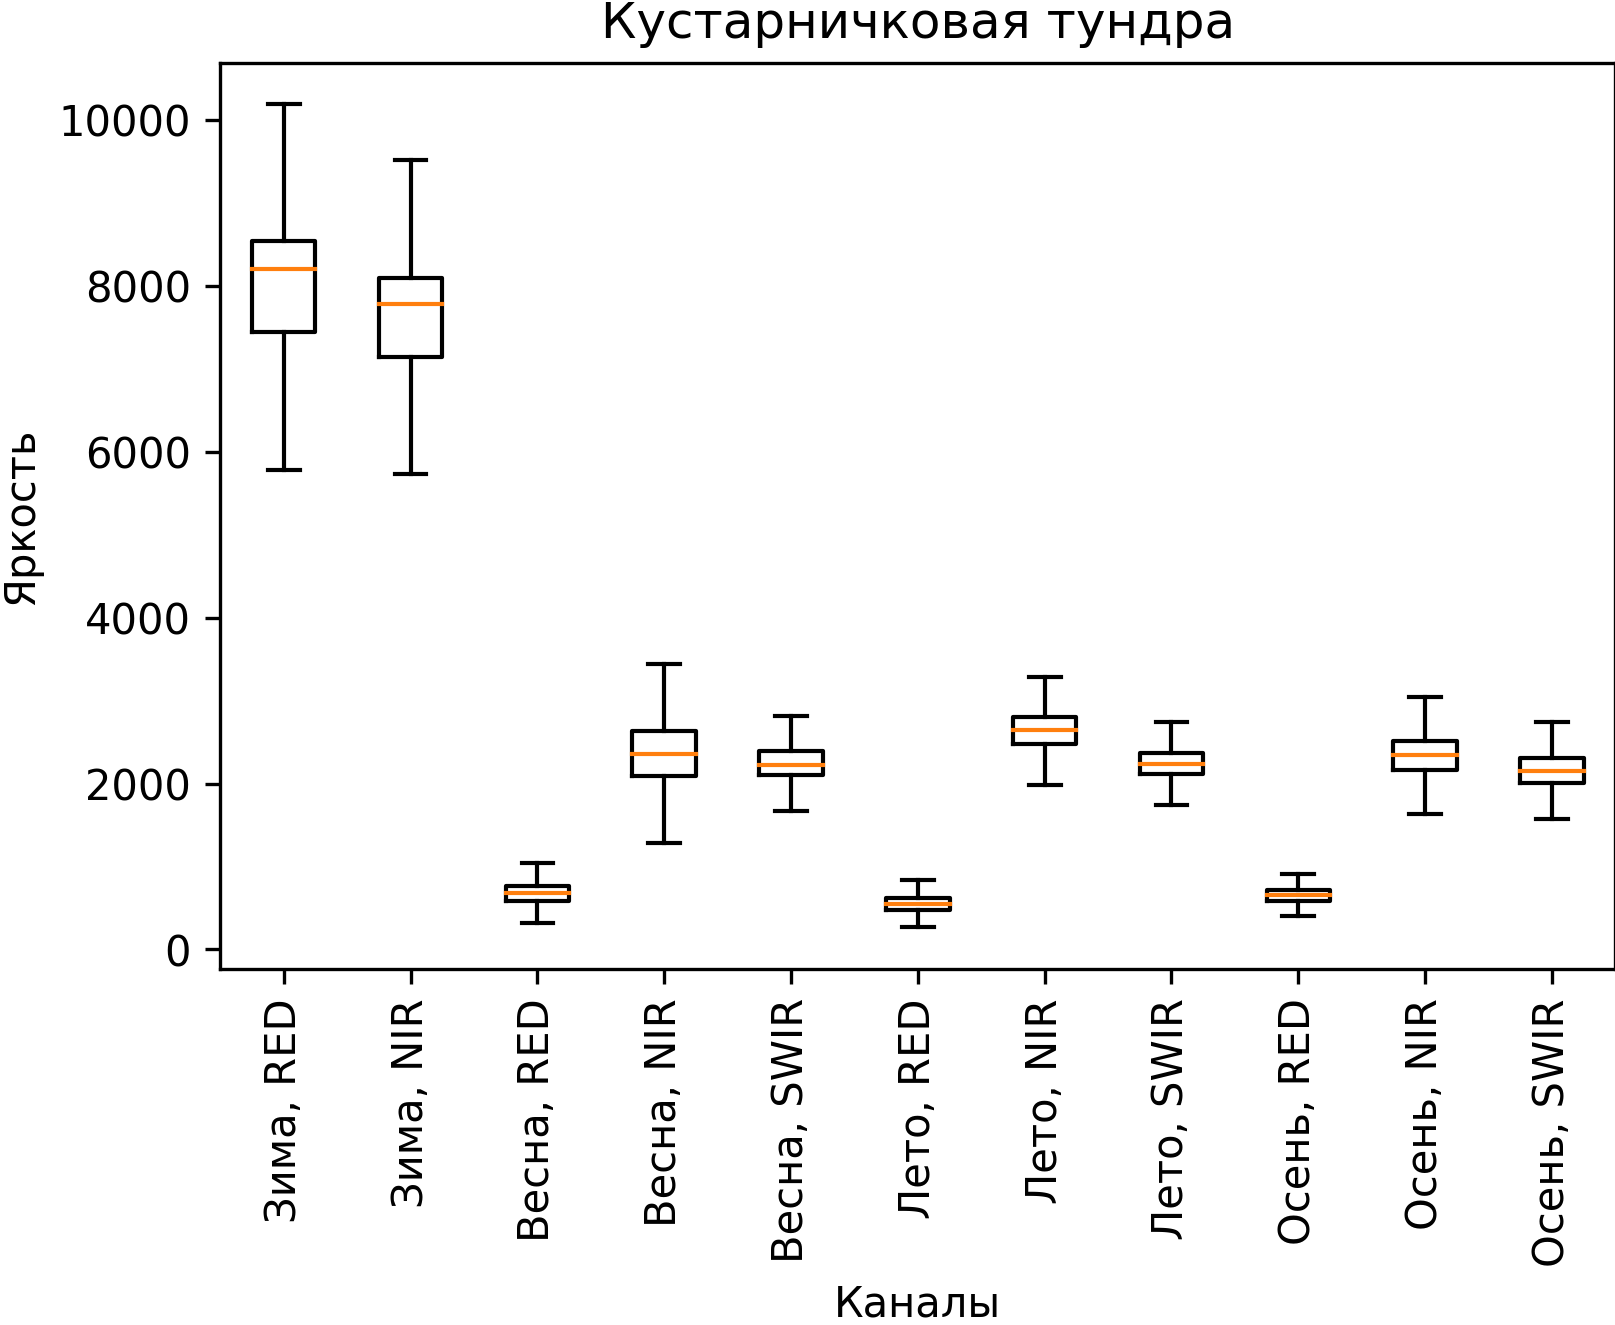 Кустарничковая тундра
Яркость
10000
8000
6000
4000
2000
0
Зима, RED
Зима, NIR
Весна, RED
Весна, NIR
Весна, SWIR
Лето, RED
Лето, NIR
Лето, SWIR
Осень, RED
Осень, NIR
Осень, SWIR
Каналы